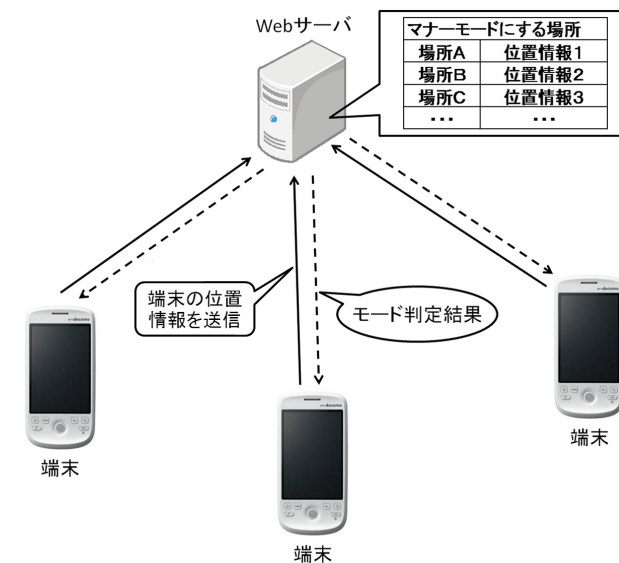 Webサーバ
マナーモードにする場所
場所A 位置情報1
場所B 位置情報2
場所C 位置情報3
・・・ ・・・
端末の位置
情報を送信
モード判定結果
docomo
端末
docomo
端末
docomo
端末